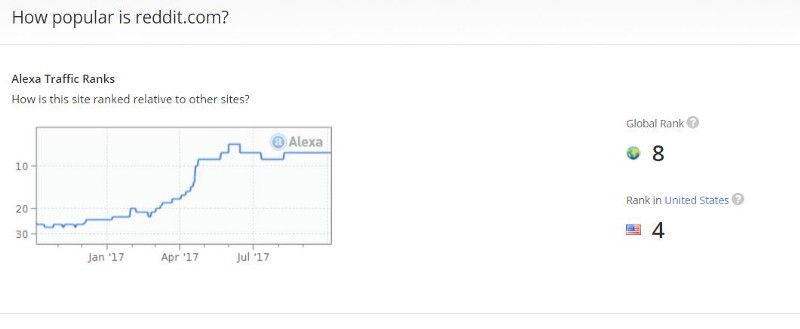 How popular is reddit.com?
Alexa Traffic Ranks
How is this site ranked relative to other sites?
a Alexa
10
20
30
Jan '17 Apr '17 Jul '17
Global Rank ?
8
Rank in United States ?
4